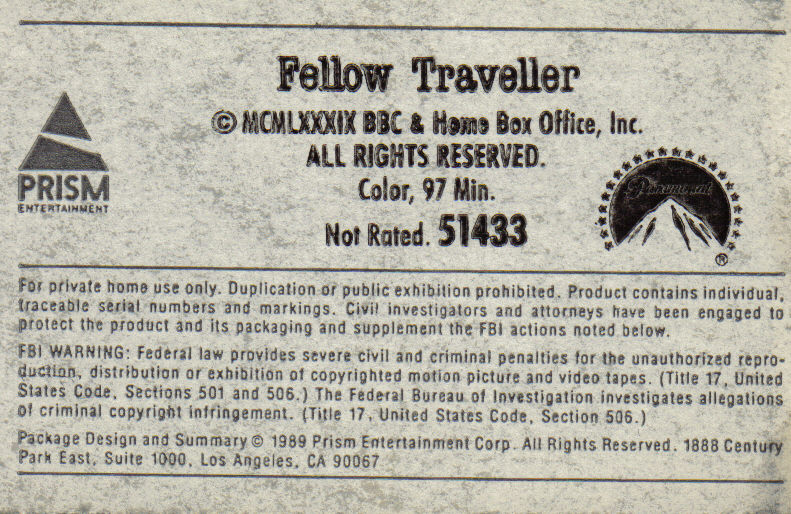 Fellow Traveller
© MCMLXXXIX BBC & Home Box Office, Inc.
ALL RIGHTS RESERVED.
Color, 97 Min.
Not Rated. 51433
PRISM
ENTERTAINMENT
Paramount
®
For private home use only. Duplication or public exhibition prohibited. Product contains individual,
traceable serial numbers and markings. Civil investigators and attorneys have been engaged to
protect the product and its packaging and supplement the FBI actions noted below.
FBI WARNING: Federal law provides severe civil and criminal penalties for the unauthorized repro-
duction, distribution or exhibition of copyrighted motion picture and video tapes. (Title 17, United
States Code, Sections 501 and 506.) The Federal Bureau of Investigation investigates allegations
of criminal copyright infringement. (Title 17, United States Code, Section 506.)
Package Design and Summary © 1989 Prism Entertainment Corp. All Rights Reserved. 1888 Century
Park East, Suite 1000, Los Angeles, CA 90067